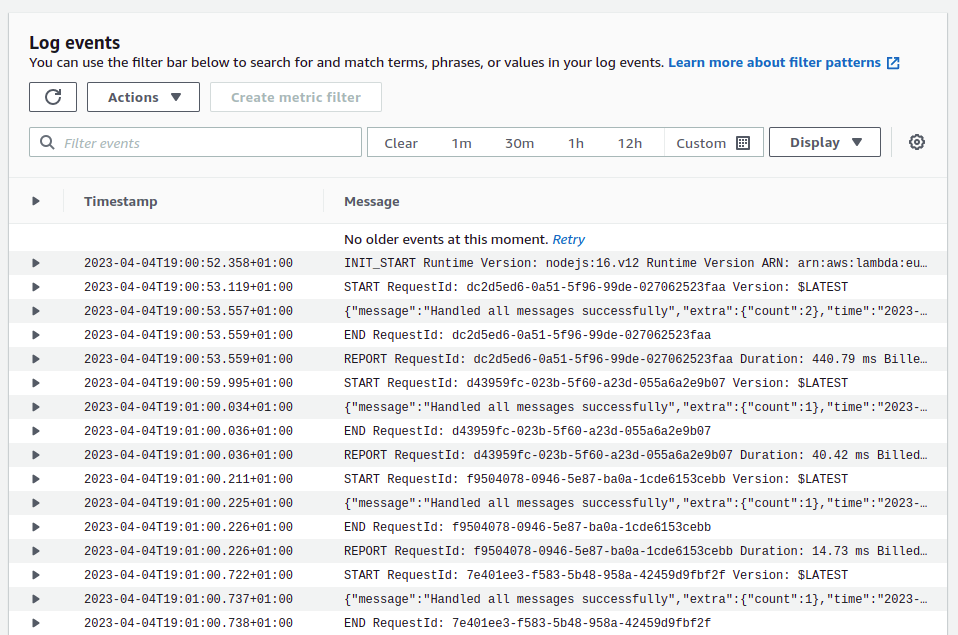 Log events
You can use the filter bar below to search for and match terms, phrases, or values in your log events. Learn more about filter patterns
Actions Create metric filter
Filter events Clear 1m 30m 1h 12h Custom Display
Timestamp Message
No older events at this moment. Retry
2023-04-04T19:00:52.358+01:00 INIT_START Runtime Version: nodejs:16.v12 Runtime Version ARN: arn:aws:lambda:eu…
2023-04-04T19:00:53.119+01:00 START RequestId: dc2d5ed6-0a51-5f96-99de-027062523faa Version: $LATEST
2023-04-04T19:00:53.557+01:00 {"message":"Handled all messages successfully","extra":{"count":2},"time":"2023-…
2023-04-04T19:00:53.559+01:00 END RequestId: dc2d5ed6-0a51-5f96-99de-027062523faa
2023-04-04T19:00:53.559+01:00 REPORT RequestId: dc2d5ed6-0a51-5f96-99de-027062523faa Duration: 440.79 ms Bille…
2023-04-04T19:00:59.995+01:00 START RequestId: d43959fc-023b-5f60-a23d-055a6a2e9b07 Version: $LATEST
2023-04-04T19:01:00.034+01:00 {"message":"Handled all messages successfully","extra":{"count":1},"time":"2023-…
2023-04-04T19:01:00.036+01:00 END RequestId: d43959fc-023b-5f60-a23d-055a6a2e9b07
2023-04-04T19:01:00.036+01:00 REPORT RequestId: d43959fc-023b-5f60-a23d-055a6a2e9b07 Duration: 40.42 ms Billed…
2023-04-04T19:01:00.211+01:00 START RequestId: f9504078-0946-5e87-ba0a-1cde6153cebb Version: $LATEST
2023-04-04T19:01:00.225+01:00 {"message":"Handled all messages successfully","extra":{"count":1},"time":"2023-…
2023-04-04T19:01:00.226+01:00 END RequestId: f9504078-0946-5e87-ba0a-1cde6153cebb
2023-04-04T19:01:00.226+01:00 REPORT RequestId: f9504078-0946-5e87-ba0a-1cde6153cebb Duration: 14.73 ms Billed…
2023-04-04T19:01:00.722+01:00 START RequestId: 7e401ee3-f583-5b48-958a-42459d9fbf2f Version: $LATEST
2023-04-04T19:01:00.737+01:00 {"message":"Handled all messages successfully","extra":{"count":1},"time":"2023-…
2023-04-04T19:01:00.738+01:00 END RequestId: 7e401ee3-f583-5b48-958a-42459d9fbf2f